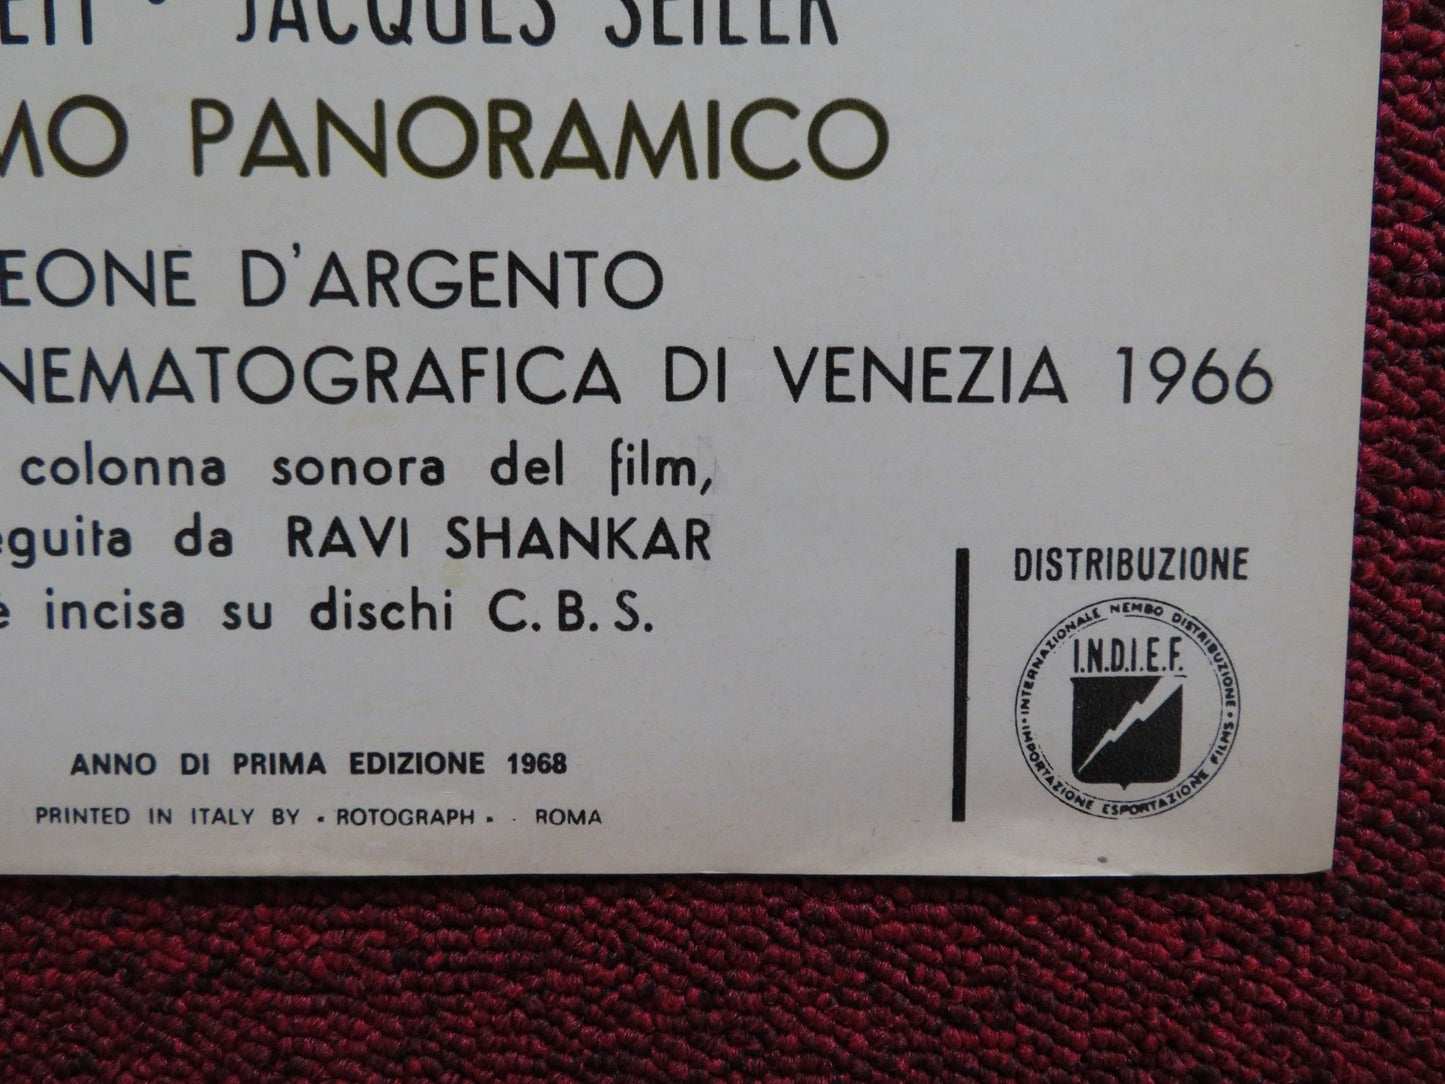 JACQUES SEILER
MO PANORAMICO
EONE D'ARGENTO
NEMATOGRAFICA DI VENEZIA 1966
colonna sonora del film,
eguita da RAVI SHANKAR
è incisa su dischi C.B.S.
ANNO DI PRIMA EDIZIONE 1968
PRINTED IN ITALY BY • ROTOGRAPH • - ROMA
DISTRIBUZIONE
INTERNAZIONALE NEMBO DISTRIBUZIONE
I.N.D.I.E.F.
IMPORTAZIONE ESPORTAZIONE FILMS